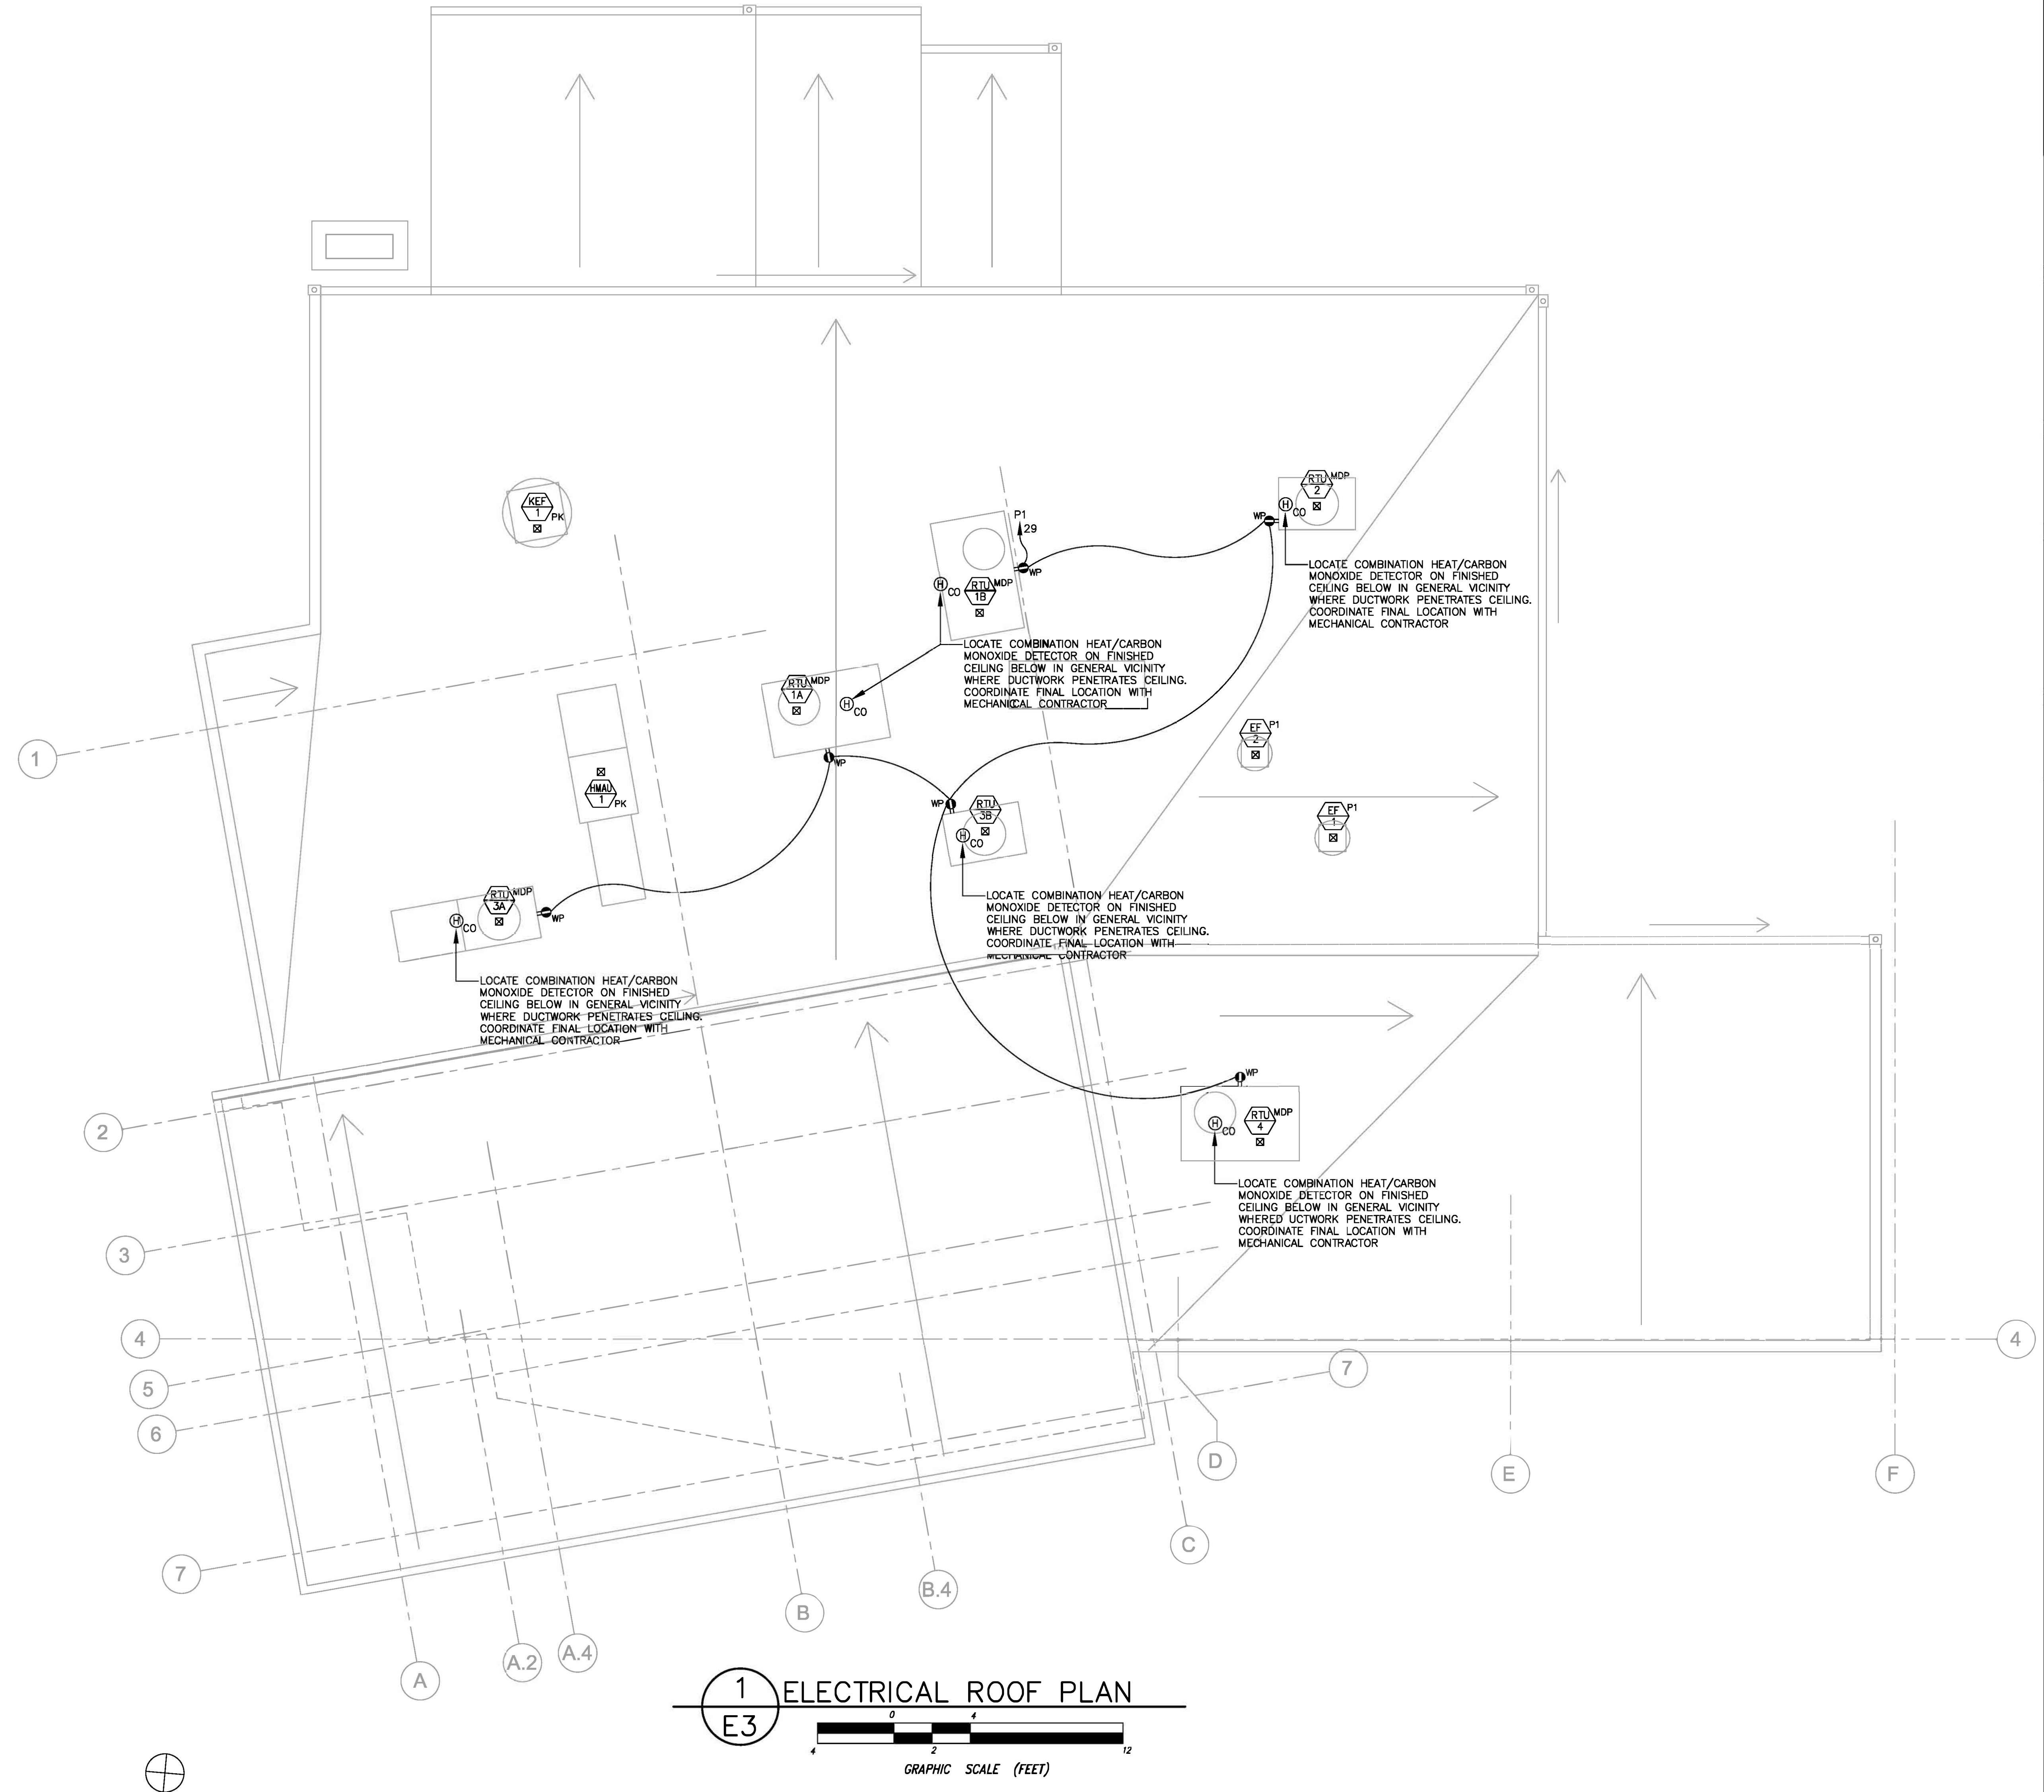 KEF
1
PK
P1
29
WP
H
CO
RTU
1B
MDP
RTU
2
MDP
WP
H
CO
LOCATE COMBINATION HEAT/CARBON
MONOXIDE DETECTOR ON FINISHED
CEILING BELOW IN GENERAL VICINITY
WHERE DUCTWORK PENETRATES CEILING.
COORDINATE FINAL LOCATION WITH
MECHANICAL CONTRACTOR
LOCATE COMBINATION HEAT/CARBON
MONOXIDE DETECTOR ON FINISHED
CEILING BELOW IN GENERAL VICINITY
WHERE DUCTWORK PENETRATES CEILING.
COORDINATE FINAL LOCATION WITH
MECHANICAL CONTRACTOR
RTU
1A
MDP
H
CO
WP
EF
2
P1
1
HMAU
1
PK
WP
RTU
3B
H
CO
EF
1
P1
RTU
3A
MDP
H
CO
WP
LOCATE COMBINATION HEAT/CARBON
MONOXIDE DETECTOR ON FINISHED
CEILING BELOW IN GENERAL VICINITY
WHERE DUCTWORK PENETRATES CEILING.
COORDINATE FINAL LOCATION WITH
MECHANICAL CONTRACTOR
LOCATE COMBINATION HEAT/CARBON
MONOXIDE DETECTOR ON FINISHED
CEILING BELOW IN GENERAL VICINITY
WHERE DUCTWORK PENETRATES CEILING.
COORDINATE FINAL LOCATION WITH
MECHANICAL CONTRACTOR
WP
RTU
4
MDP
H
CO
LOCATE COMBINATION HEAT/CARBON
MONOXIDE DETECTOR ON FINISHED
CEILING BELOW IN GENERAL VICINITY
WHERED UCTWORK PENETRATES CEILING.
COORDINATE FINAL LOCATION WITH
MECHANICAL CONTRACTOR
2
3
4
4
5
7
6
7
D
E
F
C
B.4
B
A.4
A.2
A
1
E3
ELECTRICAL ROOF PLAN
0 4
4 2 12
GRAPHIC SCALE (FEET)